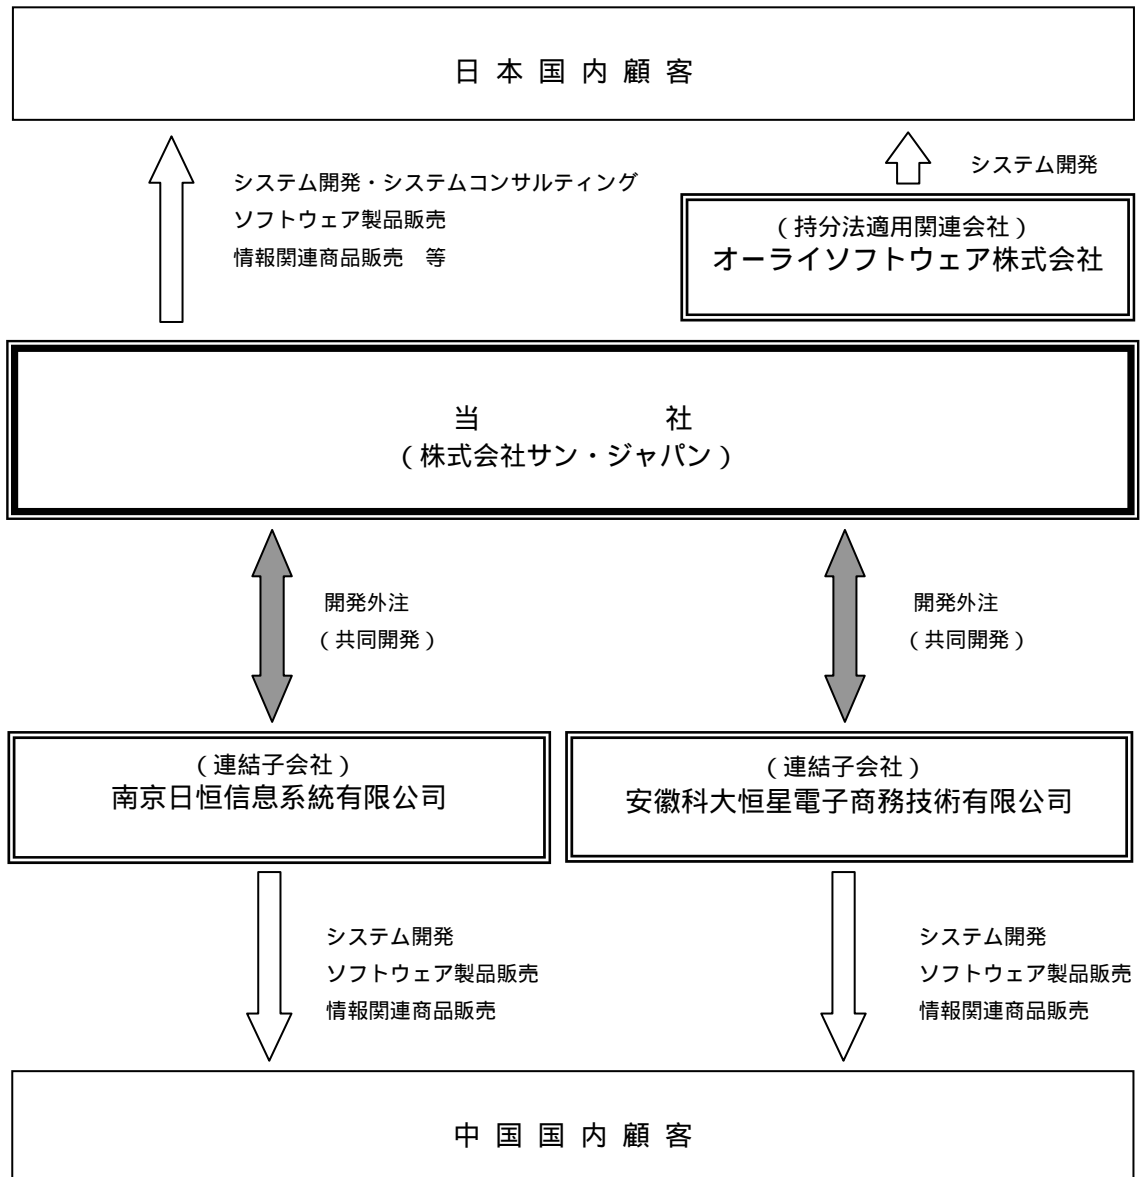 日 本 国 内 顧 客
システム開発・システムコンサルティング
ソフトウェア製品販売
情報関連商品販売　等
システム開発
（持分法適用関連会社）
オーライソフトウェア株式会社
当　　　　　　　社
（株式会社サン・ジャパン）
開発外注
（共同開発）
開発外注
（共同開発）
（連結子会社）
南京日恒信息系統有限公司
（連結子会社）
安徽科大恒星電子商務技術有限公司
システム開発
ソフトウェア製品販売
情報関連商品販売
システム開発
ソフトウェア製品販売
情報関連商品販売
中 国 国 内 顧 客